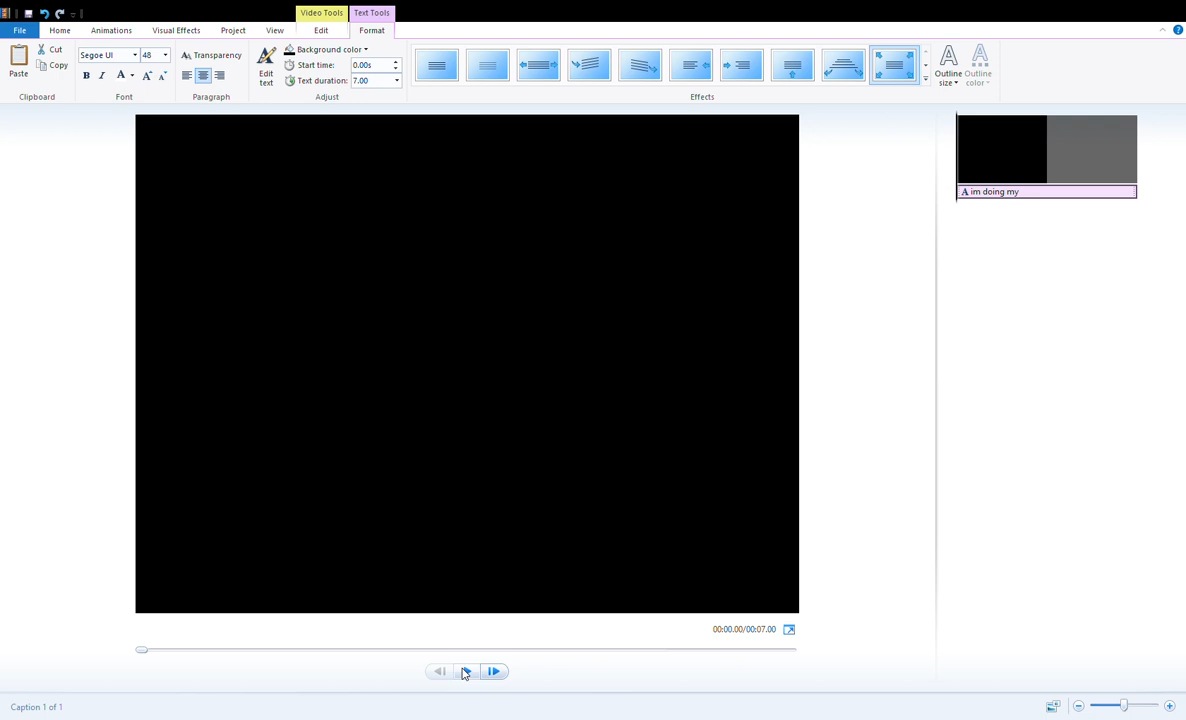 Video Tools Text Tools
File Home Animations Visual Effects Project View Edit Format
Paste
Cut
Copy
Clipboard
Segoe UI 48
B I A A A
Font
Transparency
Paragraph
Edit
text
Background color
Start time: 0.00s
Text duration: 7.00
Adjust
Effects
Outline
size
Outline
color
A im doing my
00:00.00/00:07.00
Caption 1 of 1